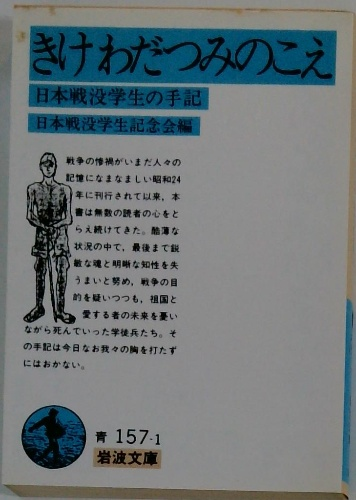 きけ わだつみのこえ
日本戦没学生の手記
日本戦没学生記念会編
戦争の惨禍がいまだ人々の
記憶になまなましい昭和24
年に刊行されて以来，本
書は無数の読者の心をと
らえ続けてきた。酷薄な
状況の中で，最後まで鋭
敏な魂と明晰な知性を失
うまいと努め，戦争の目
的を疑いつつも，祖国と
愛する者の未来を憂い
ながら死んでいった学徒兵たち。そ
の手記は今日なお我々の胸を打たず
にはおかない。
青 157-1
岩波文庫